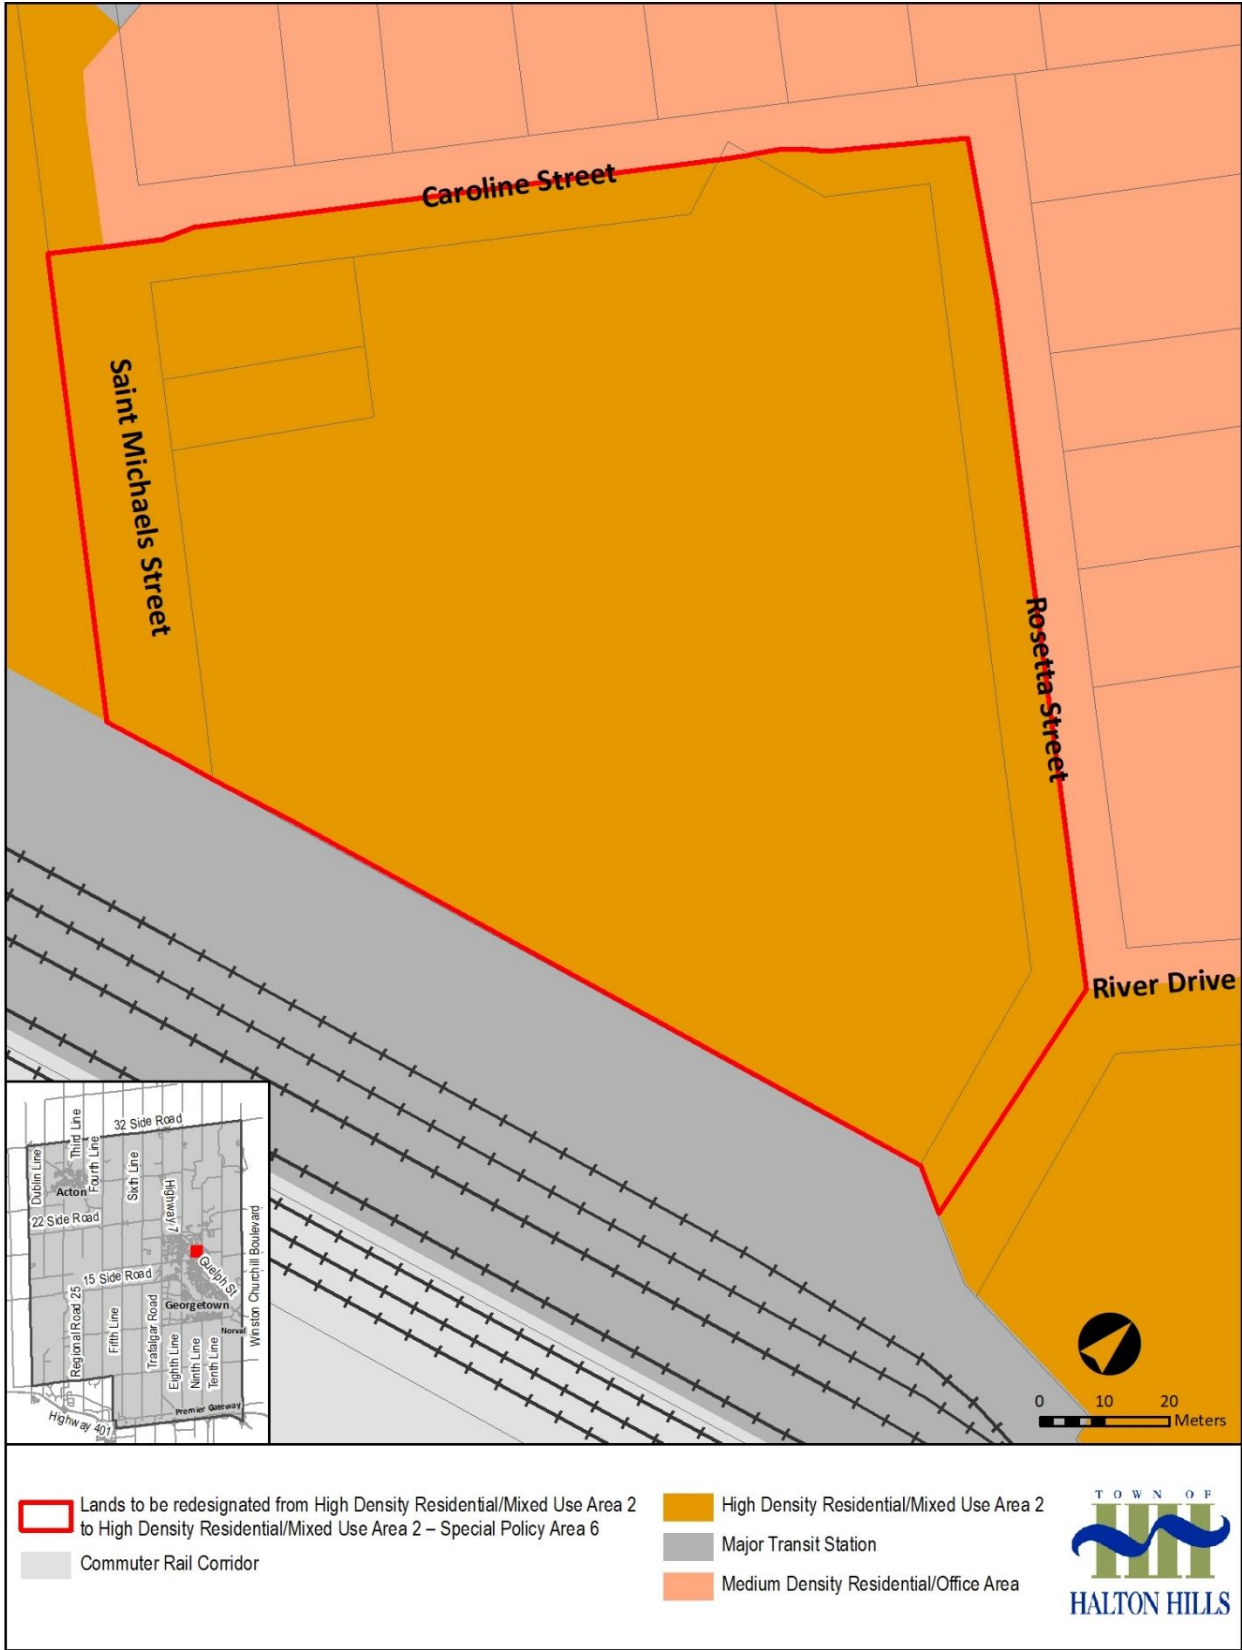 Caroline Street
Saint Michaels Street
Rosetta Street
River Drive
32 Side Road
Third Line
Dublin Line
Fourth Line
Acton
Sixth Line
Highway 7
22 Side Road
Winston Churchill Boulevard
15 Side Road
Guelph St
Georgetown
Regional Road 25
Fifth Line
Trafalgar Road
Eighth Line
Ninth Line
Tenth Line
Norval
Premier Gateway
Highway 401
0 10 20
Meters
Lands to be redesignated from High Density Residential/Mixed Use Area 2
to High Density Residential/Mixed Use Area 2 – Special Policy Area 6
Commuter Rail Corridor
High Density Residential/Mixed Use Area 2
Major Transit Station
Medium Density Residential/Office Area
TOWN OF
HALTON HILLS